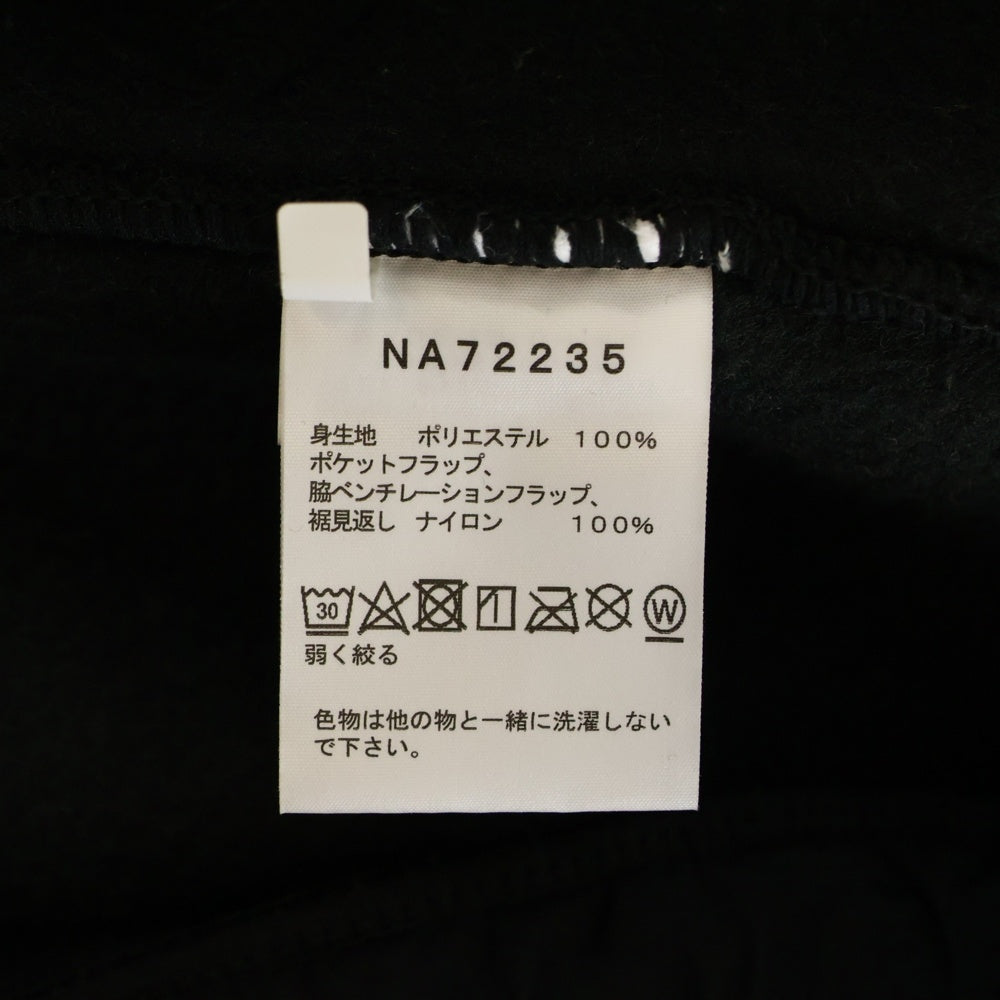 NA72235
身生地 ポリエステル 100%
ポケットフラップ、
脇ベンチレーションフラップ、
裾見返し ナイロン 100%
30 W
弱く絞る
色物は他の物と一緒に洗濯しない
で下さい。